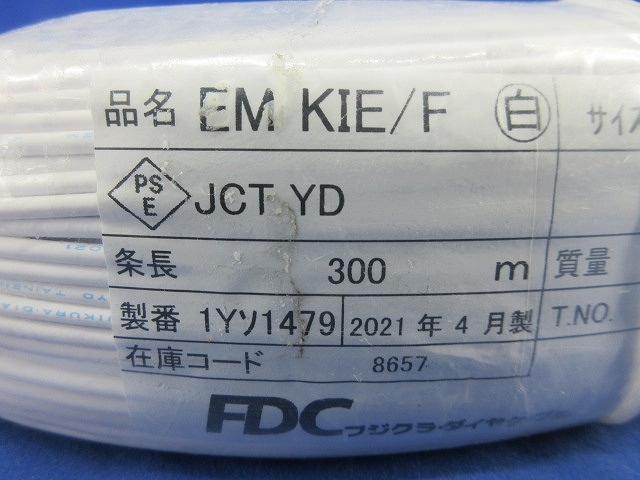 品名 EM KIE/F 白 サイズ
PS E JCT YD
条長 300 m 質量
製番 1Yソ1479 2021 年 4 月製 T.NO.
在庫コード 8657
FDC フジクラ・ダイヤケーブル